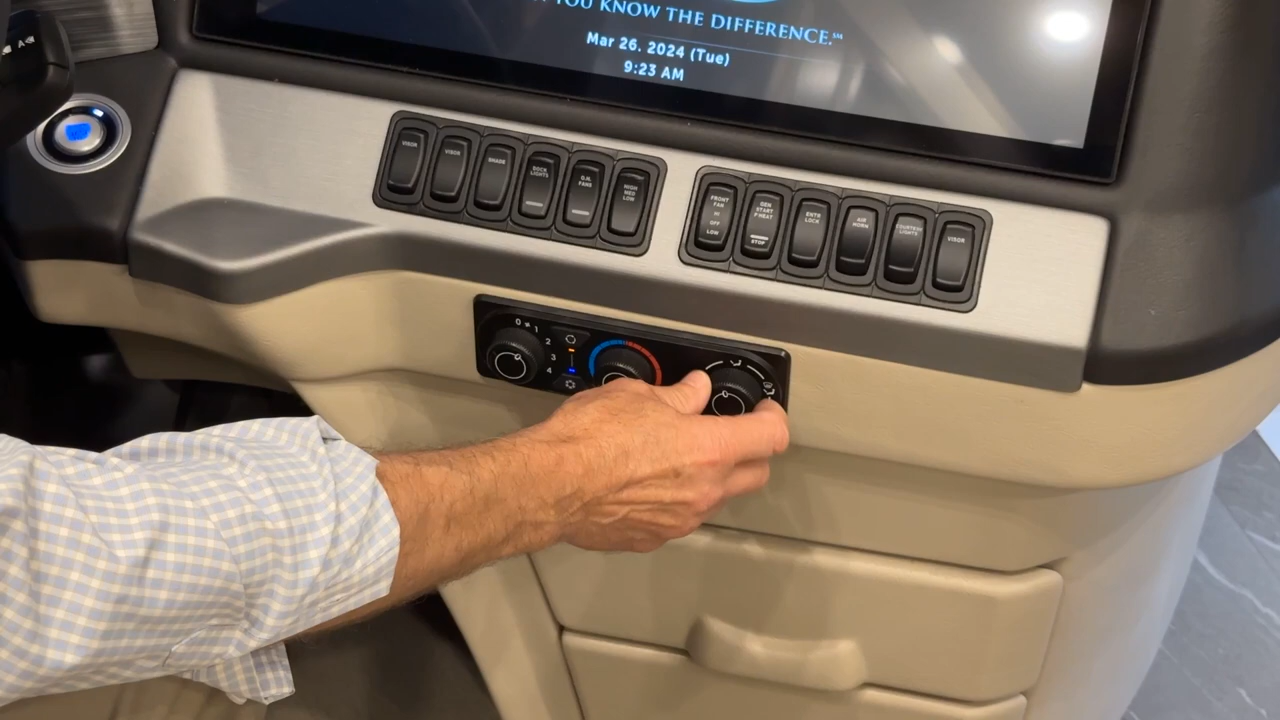 YOU KNOW THE DIFFERENCE.℠
Mar 26. 2024 (Tue)
9:23 AM
VISOR
VISOR
SHADE
DOCK
LIGHTS
O.H.
FANS
HIGH
MED
LOW
FRONT
FAN
HI
OFF
LOW
GEN
START
P HEAT
STOP
ENTR
LOCK
AIR
HORN
COURTESY
LIGHTS
VISOR
0
1
2
3
4